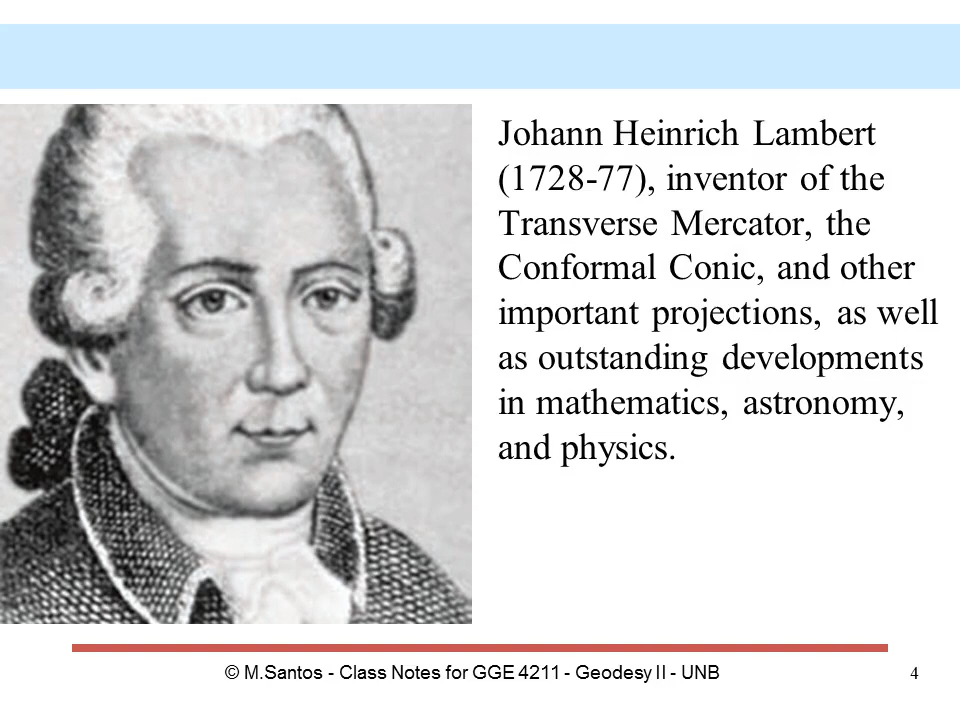 Johann Heinrich Lambert
(1728-77), inventor of the
Transverse Mercator, the
Conformal Conic, and other
important projections, as well
as outstanding developments
in mathematics, astronomy,
and physics.
© M.Santos - Class Notes for GGE 4211 - Geodesy II - UNB
4